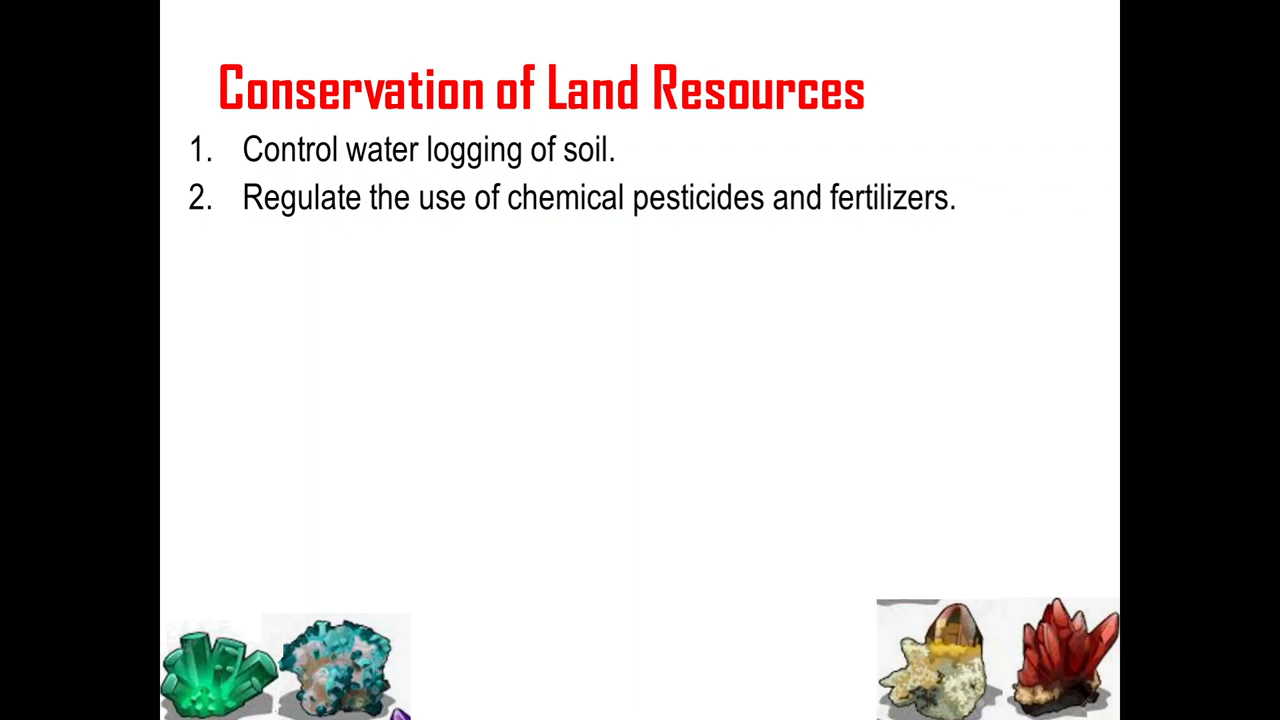 Conservation of Land Resources
1. Control water logging of soil.
2. Regulate the use of chemical pesticides and fertilizers.